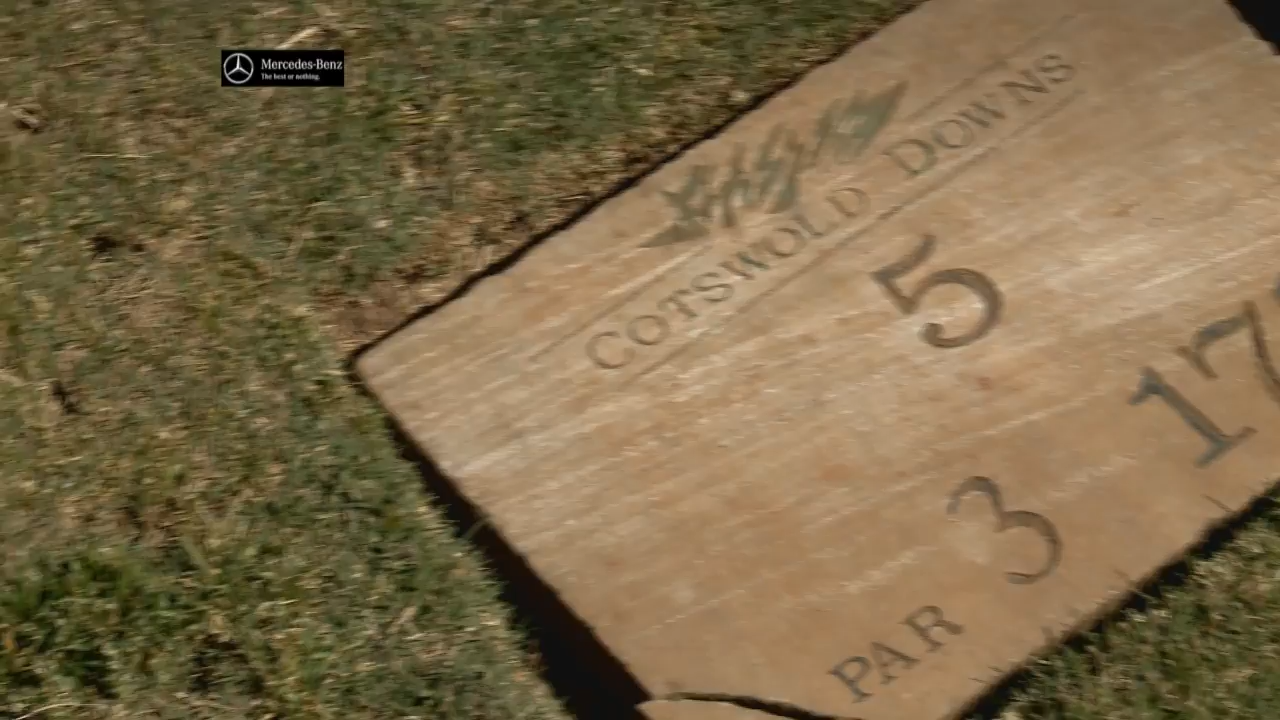 Mercedes-Benz
The best or nothing.
COTSWOLD DOWNS
5
PAR 3